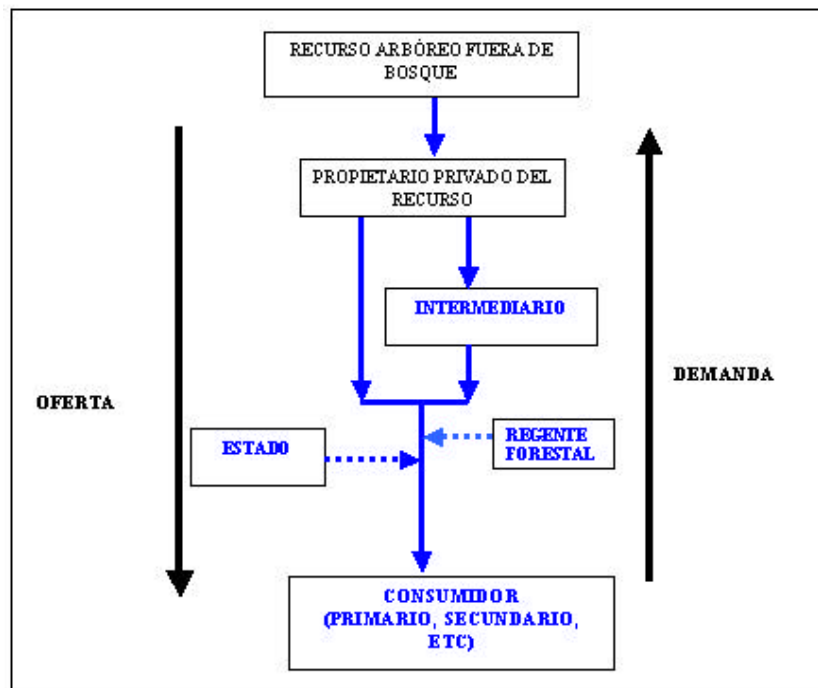 RECURSO ARBÓREO FUERA DE
BOSQUE
PROPIETARIO PRIVADO DEL
RECURSO
INTERMEDIARIO
DEMANDA
OFERTA
ESTADO
REGENTE
FORESTAL
CONSUMIDOR
(PRIMARIO, SECUNDARIO,
ETC)